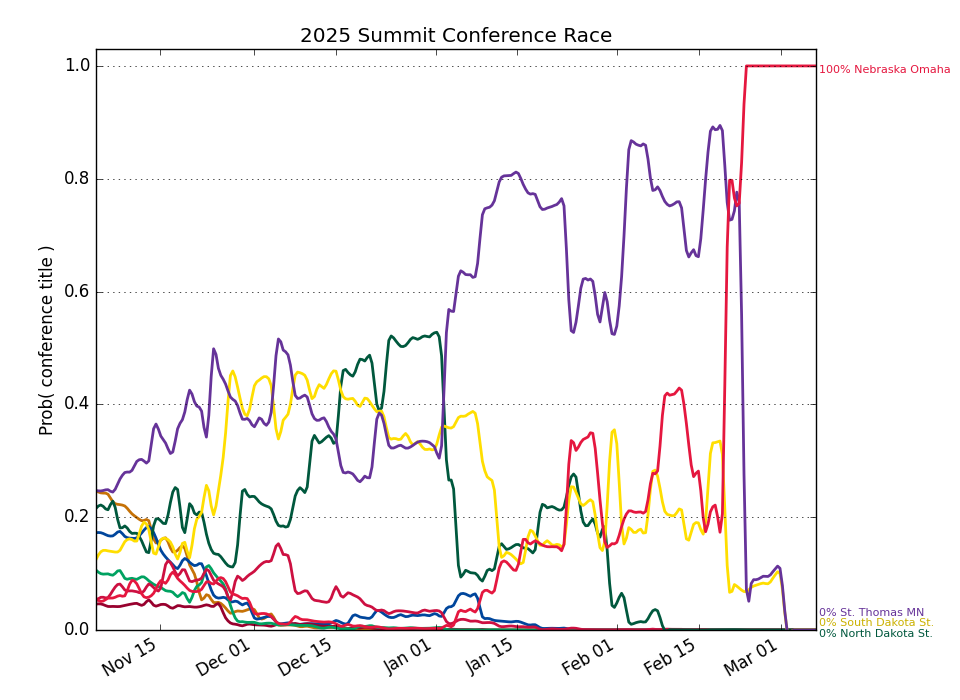 2025 Summit Conference Race
Prob( conference title )
1.0
0.8
0.6
0.4
0.2
0.0
Nov 15
Dec 01
Dec 15
Jan 01
Jan 15
Feb 01
Feb 15
Mar 01
100% Nebraska Omaha
0% St. Thomas MN
0% South Dakota St.
0% North Dakota St.